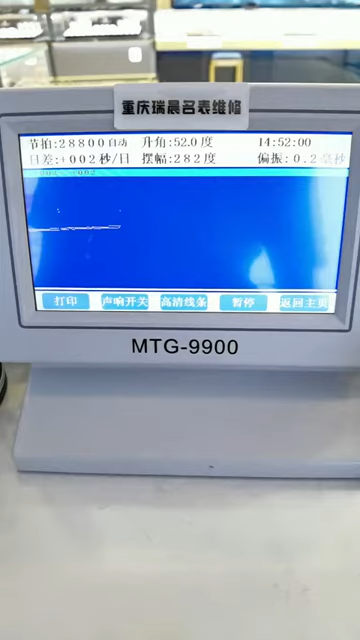 重庆瑞晨名表维修
节拍:28800自动 升角:52.0度 14:52:00
日差:+002秒/日 摆幅:282度 偏振:0.2毫秒
打印 声响开关 高清线条 暂停 返回主页
MTG-9900